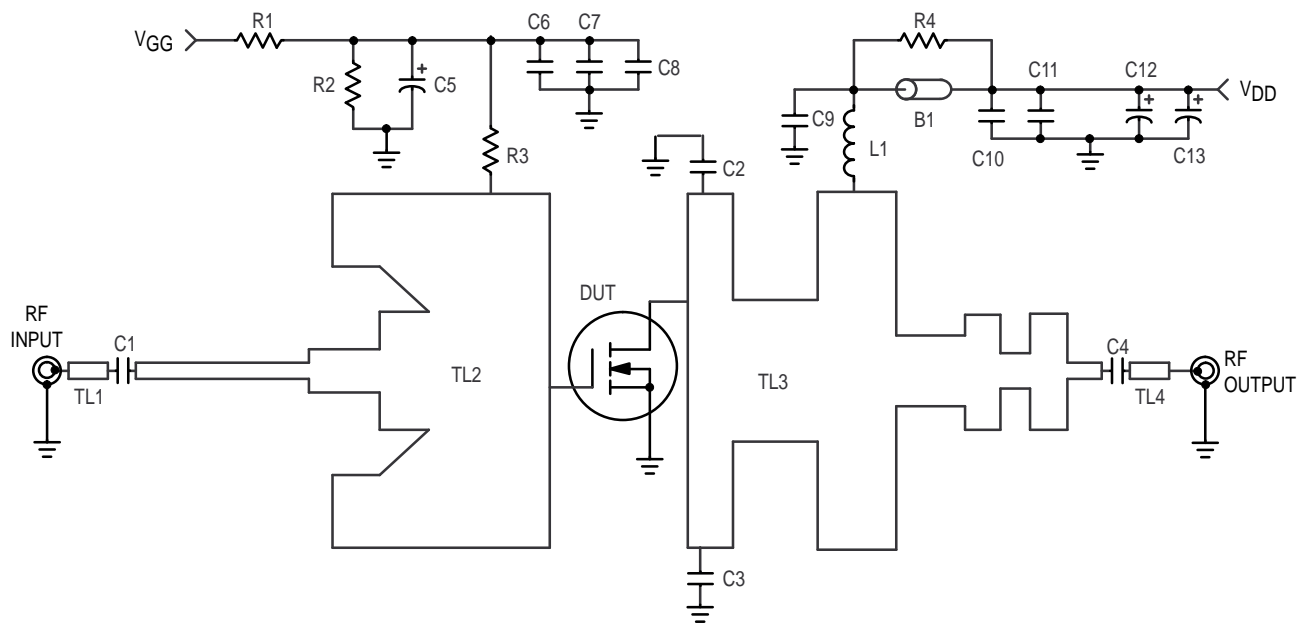 R1
C6
C7
R4
VGG
C8
R2
C5
+
C11
C12
+
+
VDD
B1
C9
R3
L1
C10
C13
C2
DUT
RF
INPUT
C1
TL1
TL2
TL3
C4
TL4
RF
OUTPUT
C3